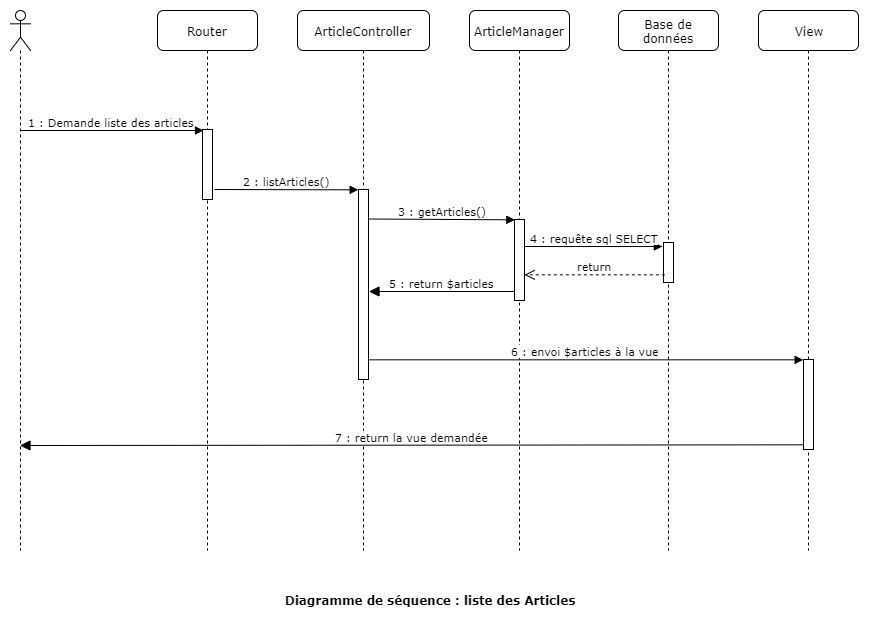 Router
ArticleController
ArticleManager
Base de
données
View
1 : Demande liste des articles
2 : listArticles()
3 : getArticles()
4 : requête sql SELECT
return
5 : return $articles
6 : envoi $articles à la vue
7 : return la vue demandée
Diagramme de séquence : liste des Articles